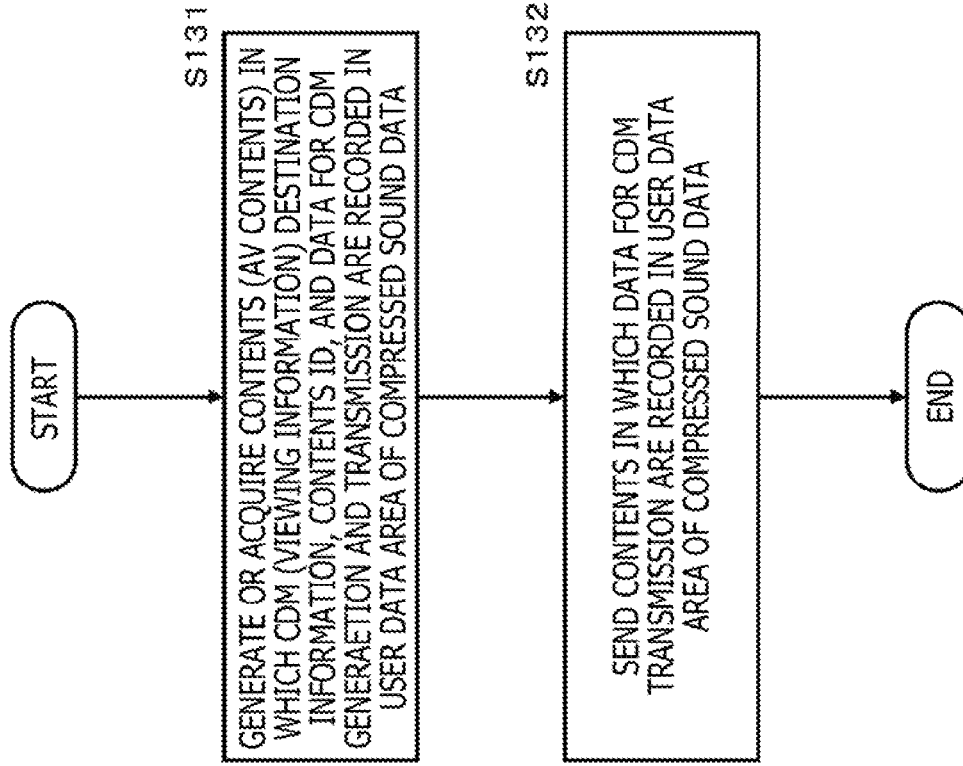 START
S131
GENERATE OR ACQUIRE CONTENTS (AV CONTENTS) IN
WHICH CDM (VIEWING INFORMATION) DESTINATION
INFORMATION, CONTENTS ID, AND DATA FOR CDM
GENERAETION AND TRANSMISSION ARE RECORDED IN
USER DATA AREA OF COMPRESSED SOUND DATA
S132
SEND CONTENTS IN WHICH DATA FOR CDM
TRANSMISSION ARE RECORDED IN USER DATA
AREA OF COMPRESSED SOUND DATA
END